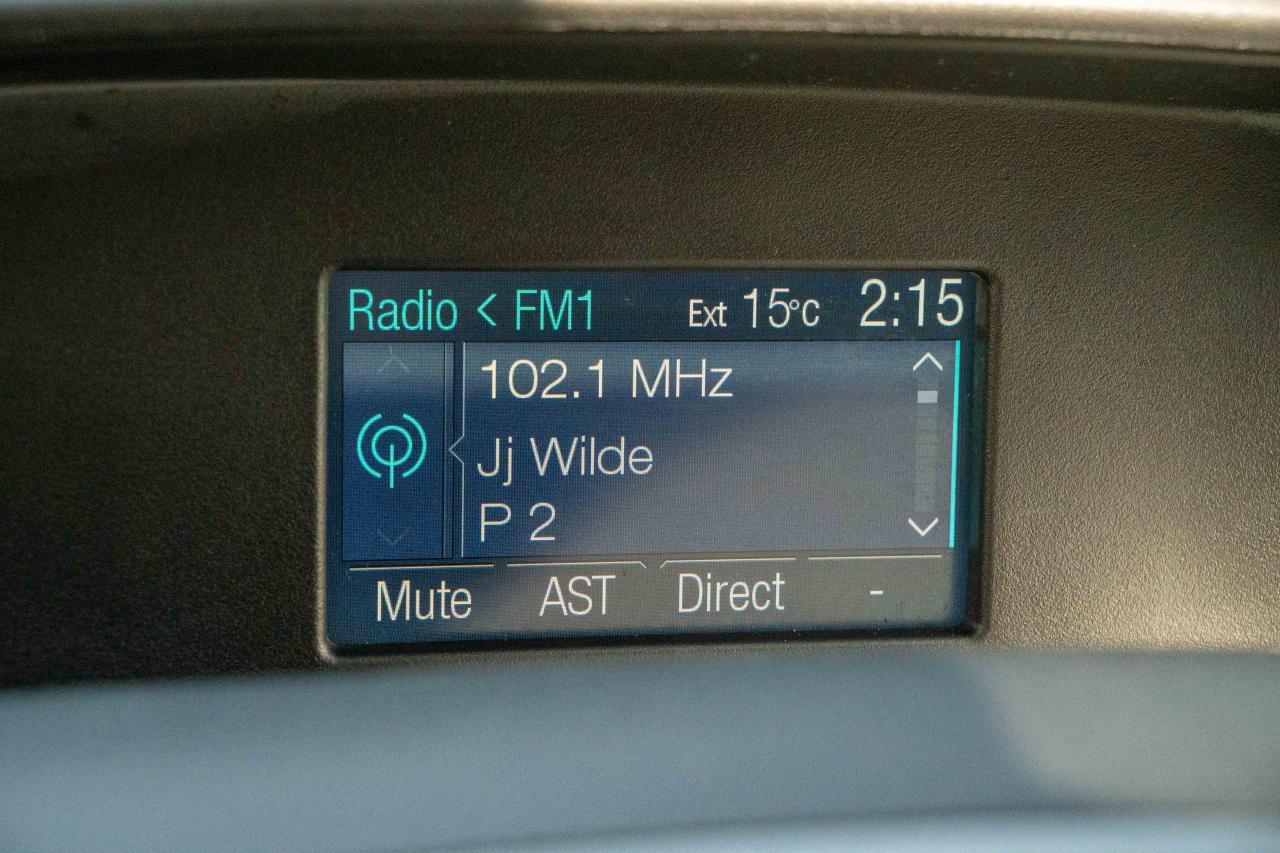 Radio < FM1 Ext 15°C 2:15
102.1 MHz
Jj Wilde
P 2
Mute AST Direct -